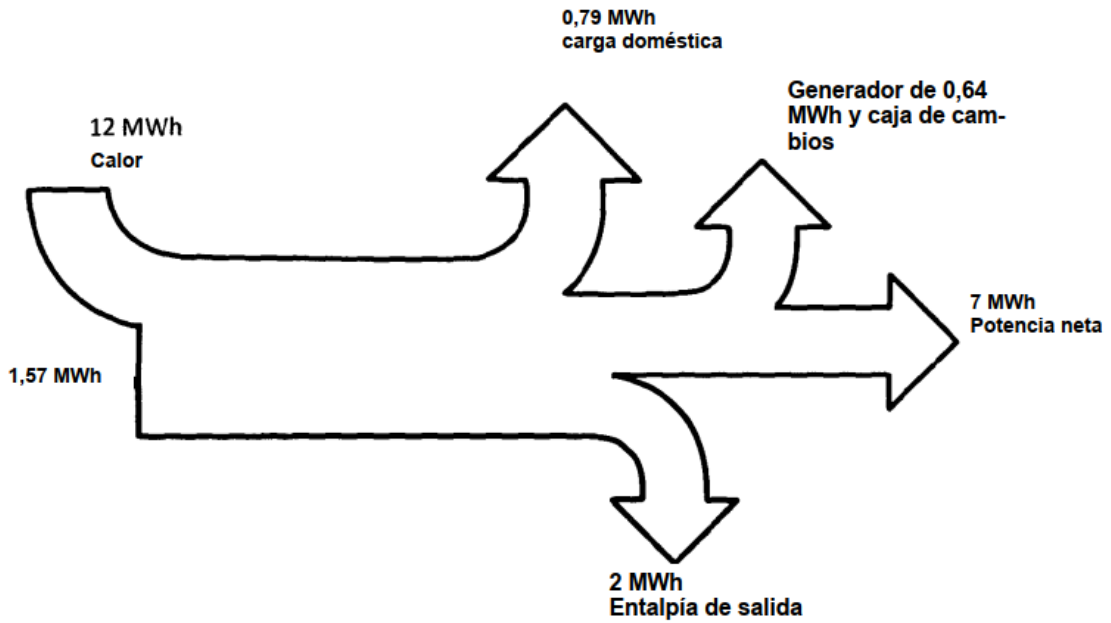 0,79 MWh
carga doméstica
Generador de 0,64
MWh y caja de cam-
bios
12 MWh
Calor
7 MWh
Potencia neta
1,57 MWh
2 MWh
Entalpía de salida